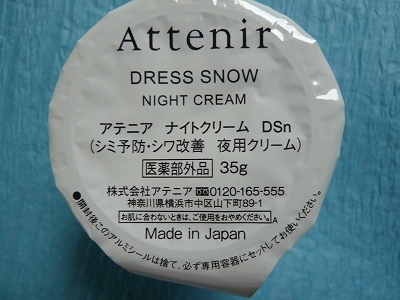 Attenir
DRESS SNOW
NIGHT CREAM
アテニア ナイトクリーム DSn
(シミ予防・シワ改善 夜用クリーム)
医薬部外品 35g
株式会社アテニア 0120-165-555
神奈川県横浜市中区山下町89-1
お肌に合わないときは、ご使用をおやめください。A
Made in Japan
●開封後このアルミシールは捨て、必ず専用容器にセットしてお使いください。